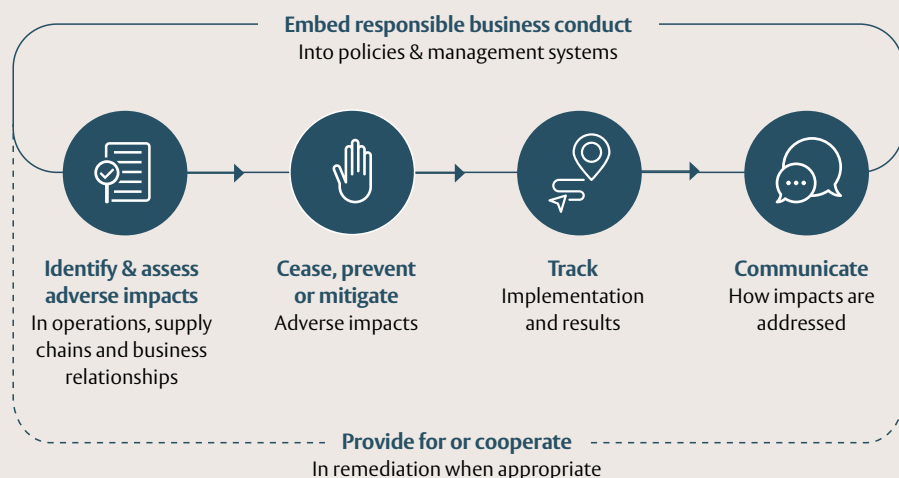 Embed responsible business conduct
Into policies & management systems
Identify & assess
adverse impacts
In operations, supply
chains and business
relationships
Cease, prevent
or mitigate
Adverse impacts
Track
Implementation
and results
Communicate
How impacts are
addressed
Provide for or cooperate
In remediation when appropriate